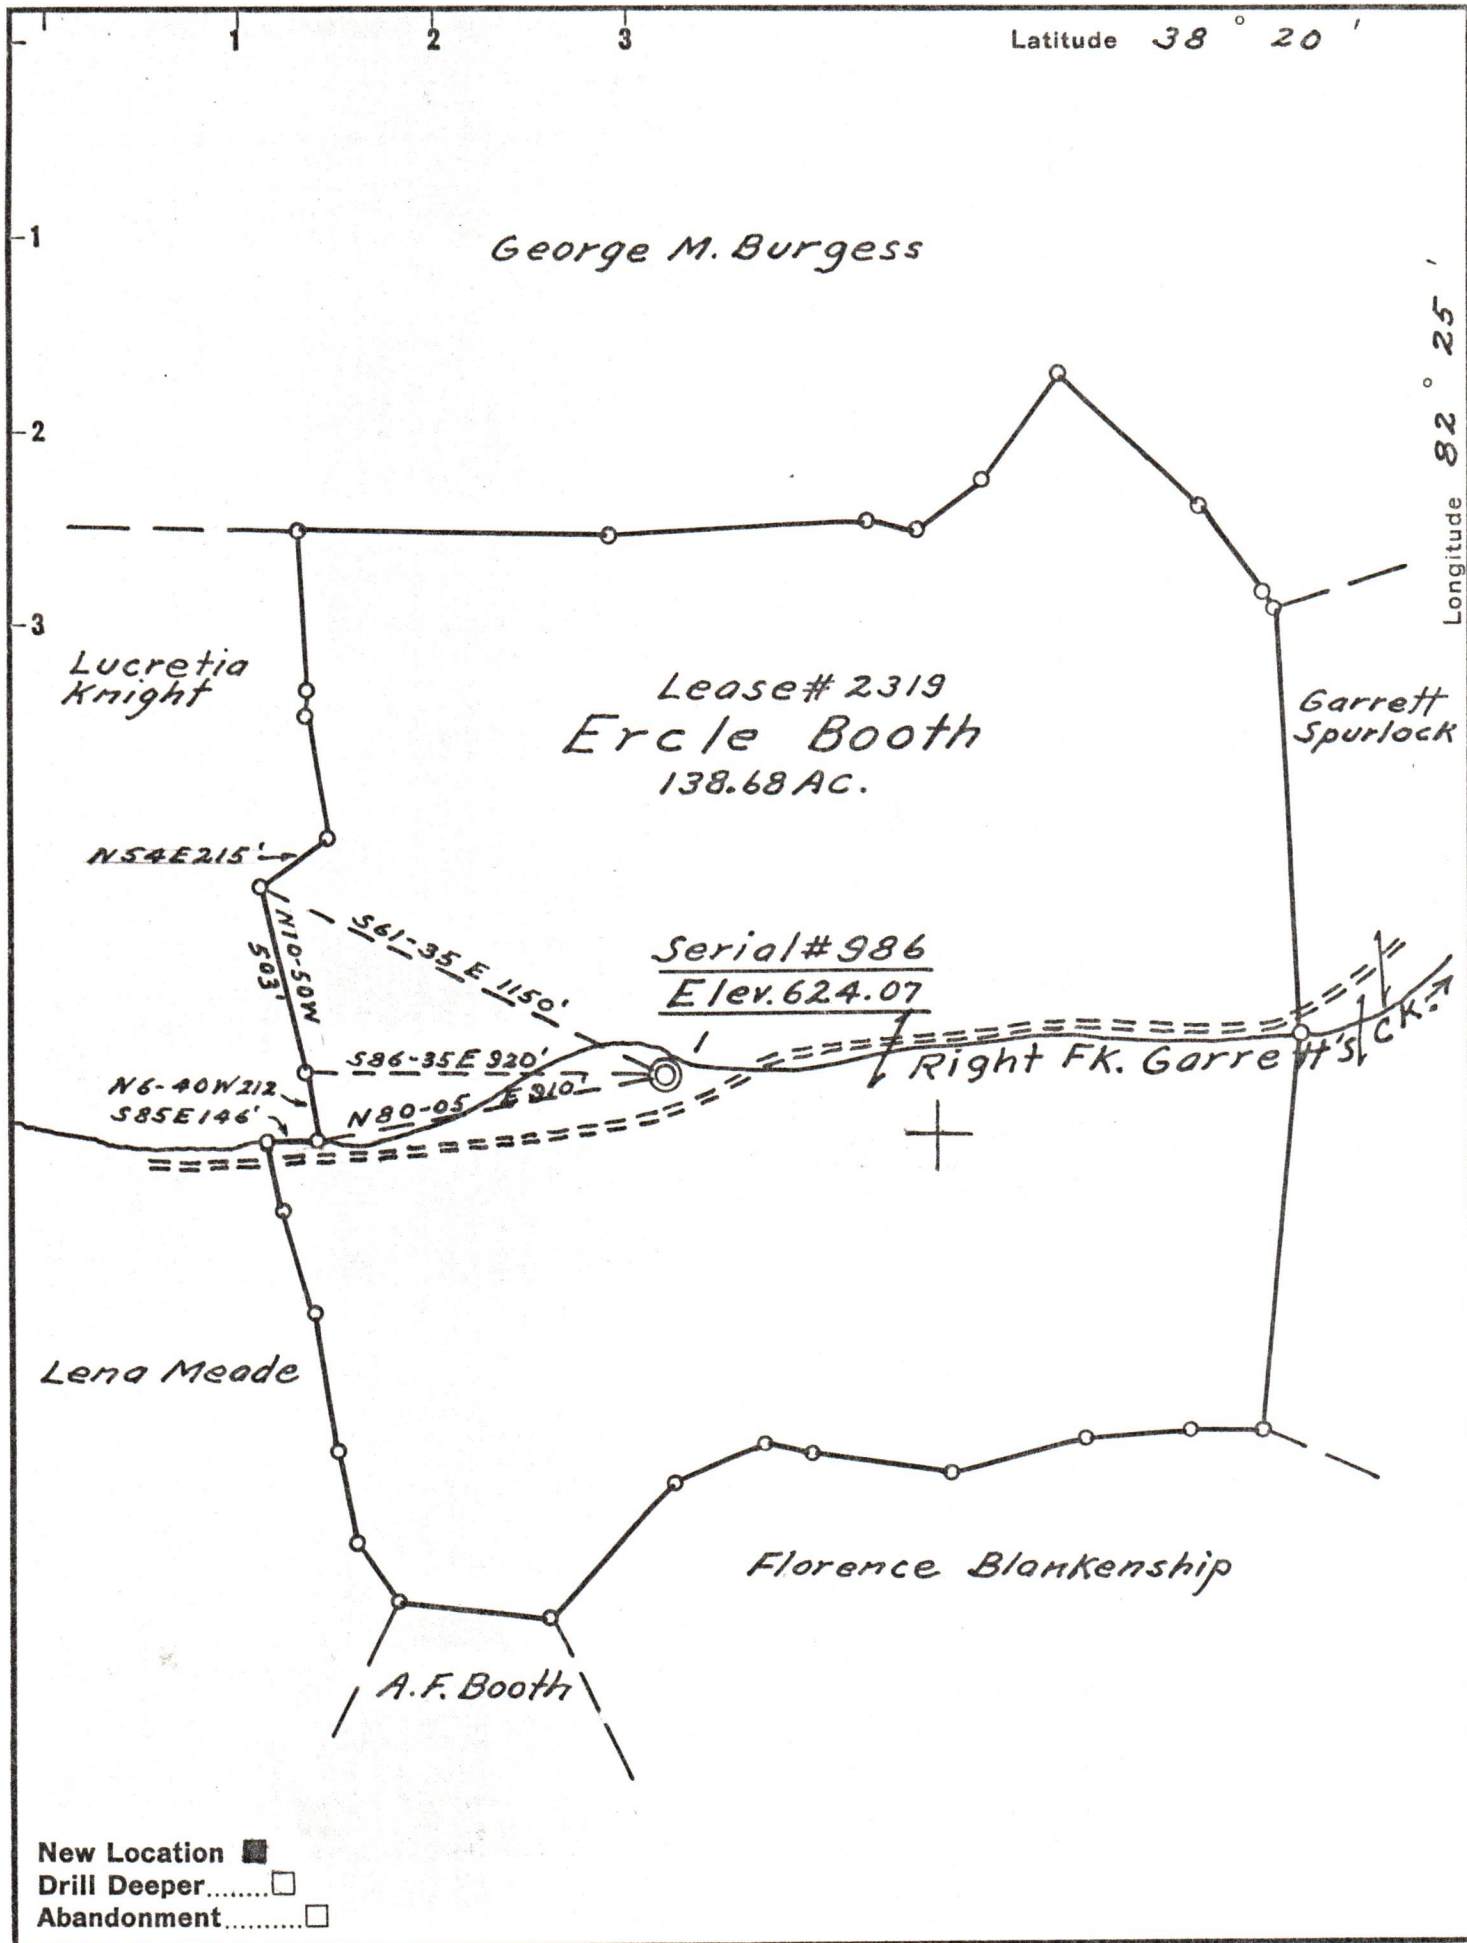 1 2 3 Latitude 38 ° 20 '
1
George M. Burgess
2
3
Longitude 82 ° 25 '
Lucretia
Knight
Lease# 2319
Ercle Booth
138.68 AC.
Garrett
Spurlock
N54E215'
S61-35 E 1150'
N10-50W
503'
Serial# 986
Elev. 624.07
1
S86-35E 920'
Right FK. Garrett's CK.
N6-40W212
S85E146'
N80-05 E 910'
Lena Meade
Florence Blankenship
A.F. Booth
New Location
Drill Deeper........
Abandonment..........